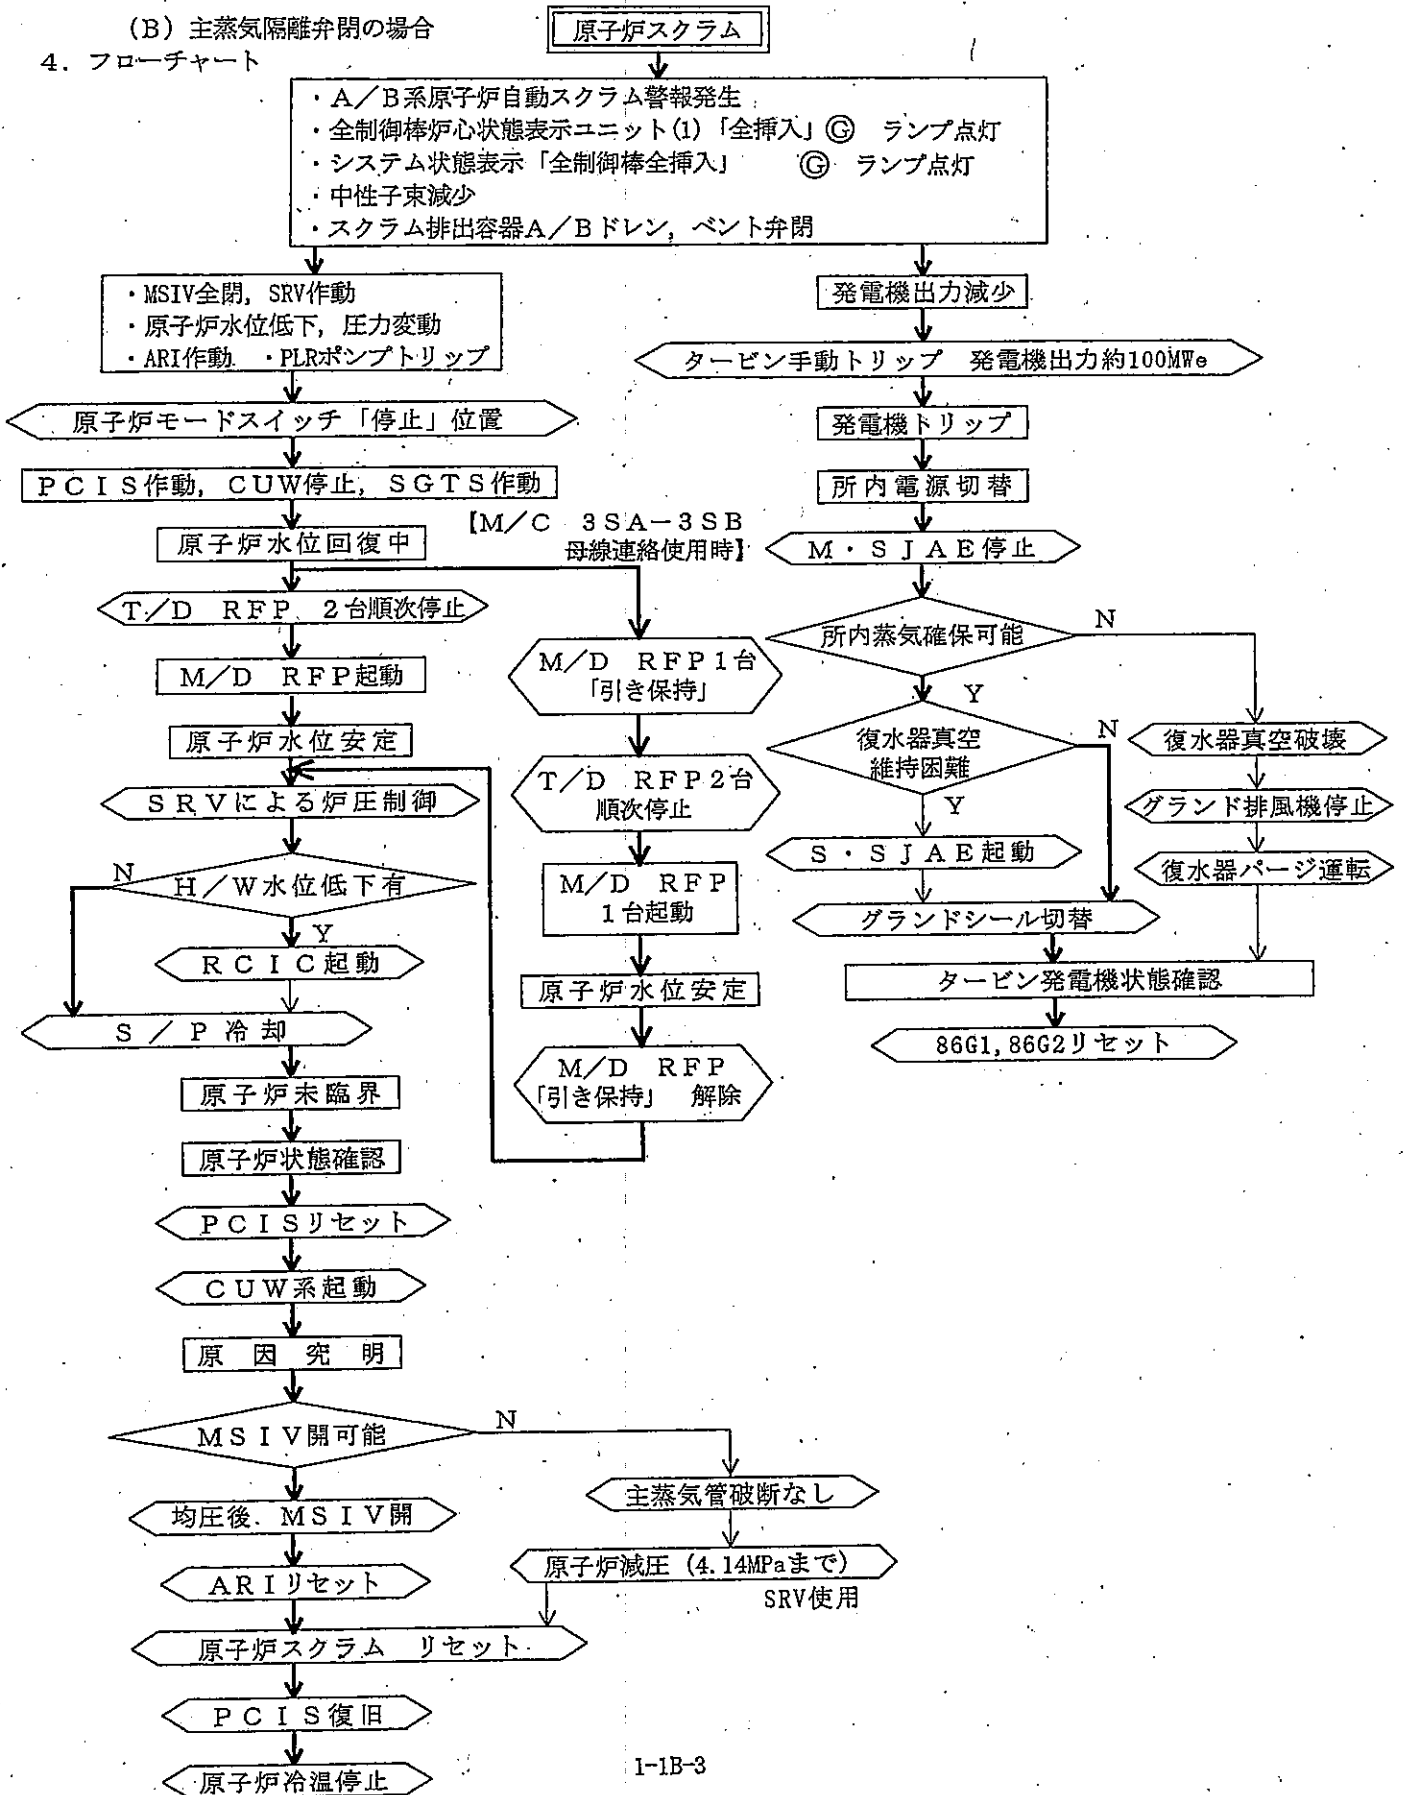 (B) 主蒸気隔離弁閉の場合
4. フローチャート
原子炉スクラム
・A/B系原子炉自動スクラム警報発生
・全制御棒炉心状態表示ユニット(1)「全挿入」Ⓖ ランプ点灯
・システム状態表示「全制御棒全挿入」 Ⓖ ランプ点灯
・中性子束減少
・スクラム排出容器A/Bドレン,ベント弁閉
・MSIV全閉, SRV作動
・原子炉水位低下, 圧力変動
・ARI作動 ・PLRポンプトリップ
原子炉モードスイッチ「停止」位置
PCIS作動, CUW停止, SGTS作動
原子炉水位回復中
【M/C 3SA-3SB
母線連絡使用時】
T/D RFP 2台順次停止
M/D RFP起動
原子炉水位安定
SRVによる炉圧制御
H/W水位低下有
N
Y
RCIC起動
S/P冷却
原子炉未臨界
原子炉状態確認
PCISリセット
CUW系起動
原因究明
MSIV開可能
N
均圧後 MSIV開
ARIリセット
原子炉スクラム リセット
PCIS復旧
原子炉冷温停止
主蒸気管破断なし
原子炉減圧 (4.14MPaまで)
SRV使用
M/D RFP1台
「引き保持」
T/D RFP2台
順次停止
M/D RFP
1台起動
原子炉水位安定
M/D RFP
「引き保持」 解除
発電機出力減少
タービン手動トリップ 発電機出力約100MWe
発電機トリップ
所内電源切替
M・SJAE停止
所内蒸気確保可能
N
Y
復水器真空
維持困難
N
Y
S・SJAE起動
グランドシール切替
復水器真空破壊
グランド排風機停止
復水器パージ運転
タービン発電機状態確認
86G1,86G2リセット
1-1B-3